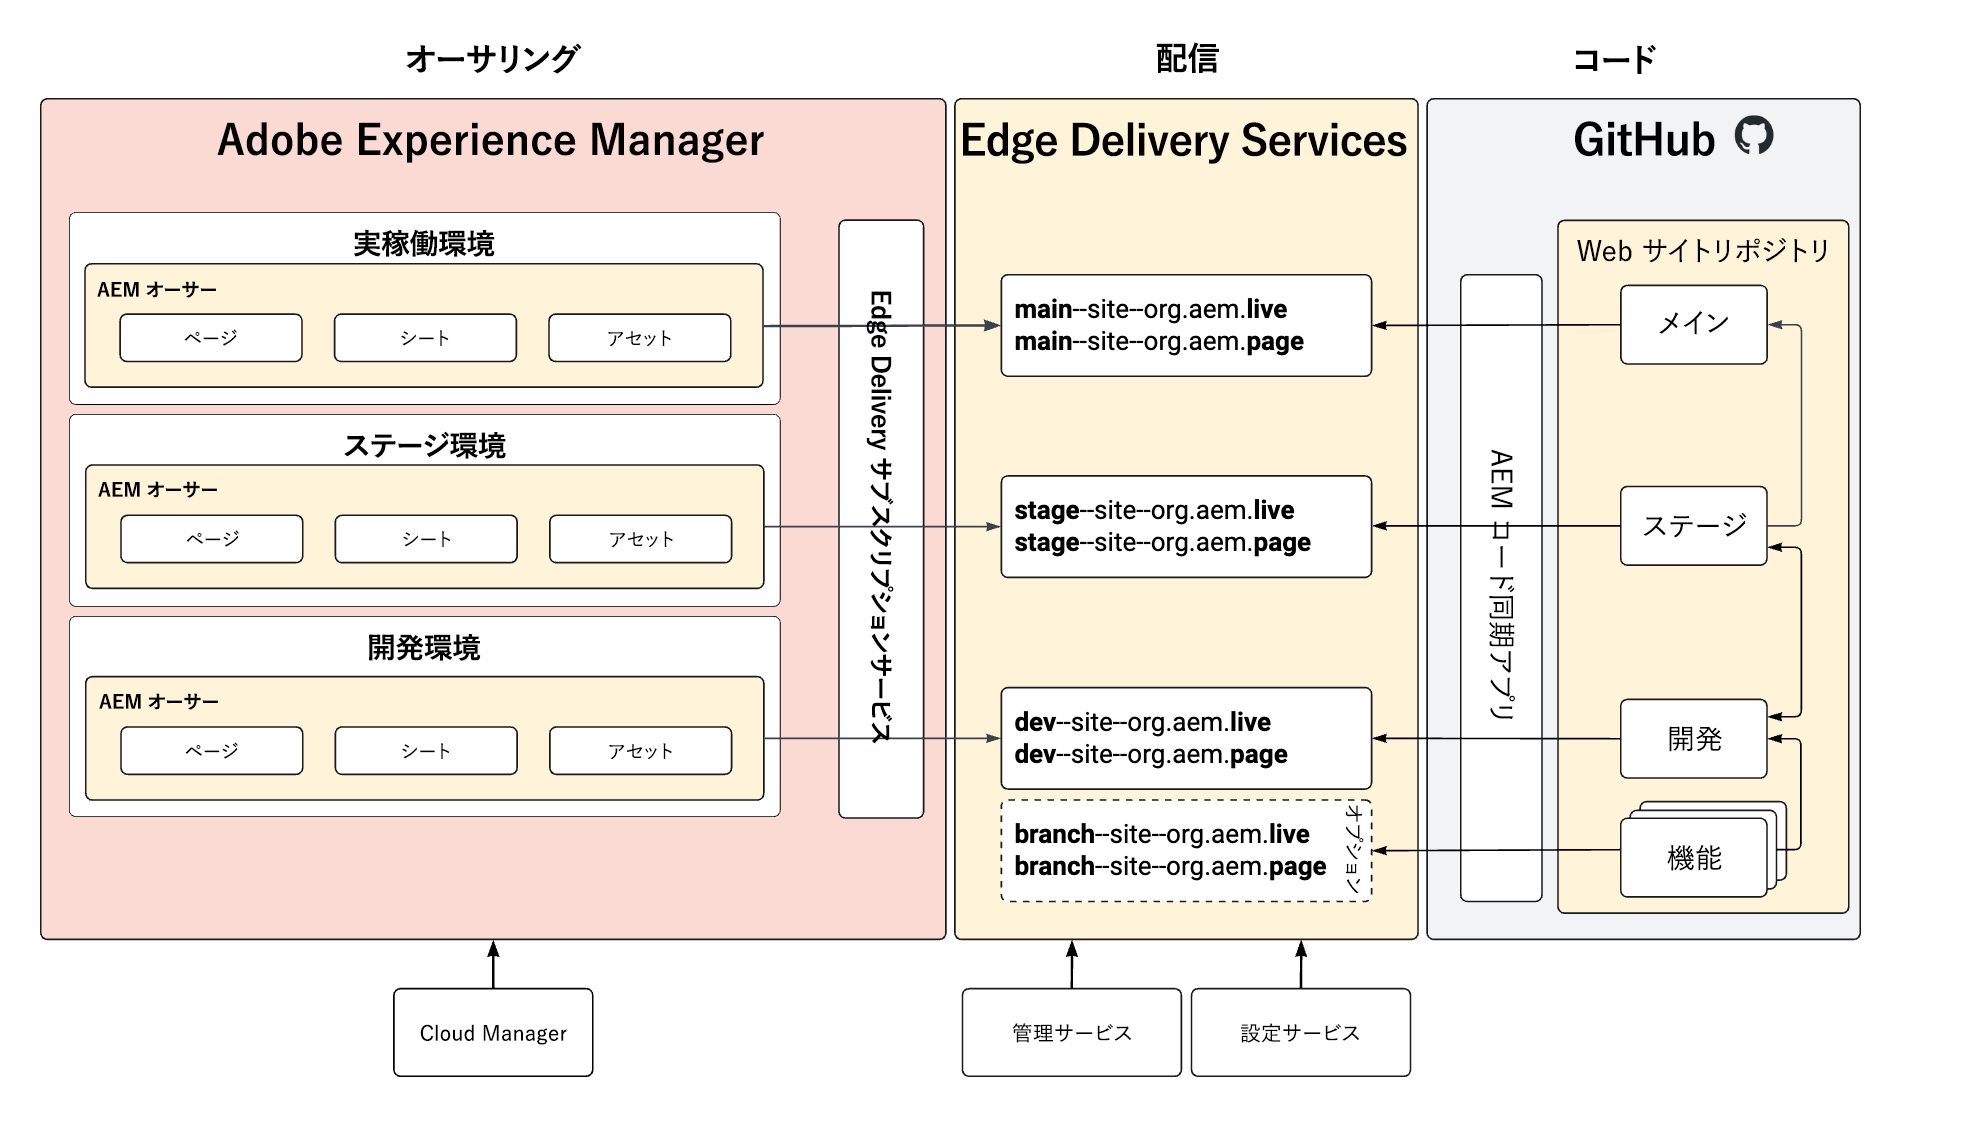 オーサリング
配信
コード
Adobe Experience Manager
Edge Delivery Services
GitHub
実稼働環境
AEM オーサー
ページ
シート
アセット
ステージ環境
AEM オーサー
ページ
シート
アセット
開発環境
AEM オーサー
ページ
シート
アセット
Edge Delivery サブスクリプションサービス
main--site--org.aem.live
main--site--org.aem.page
stage--site--org.aem.live
stage--site--org.aem.page
dev--site--org.aem.live
dev--site--org.aem.page
branch--site--org.aem.live
branch--site--org.aem.page
オプション
AEM コード同期アプリ
Web サイトリポジトリ
メイン
ステージ
開発
機能
Cloud Manager
管理サービス
設定サービス